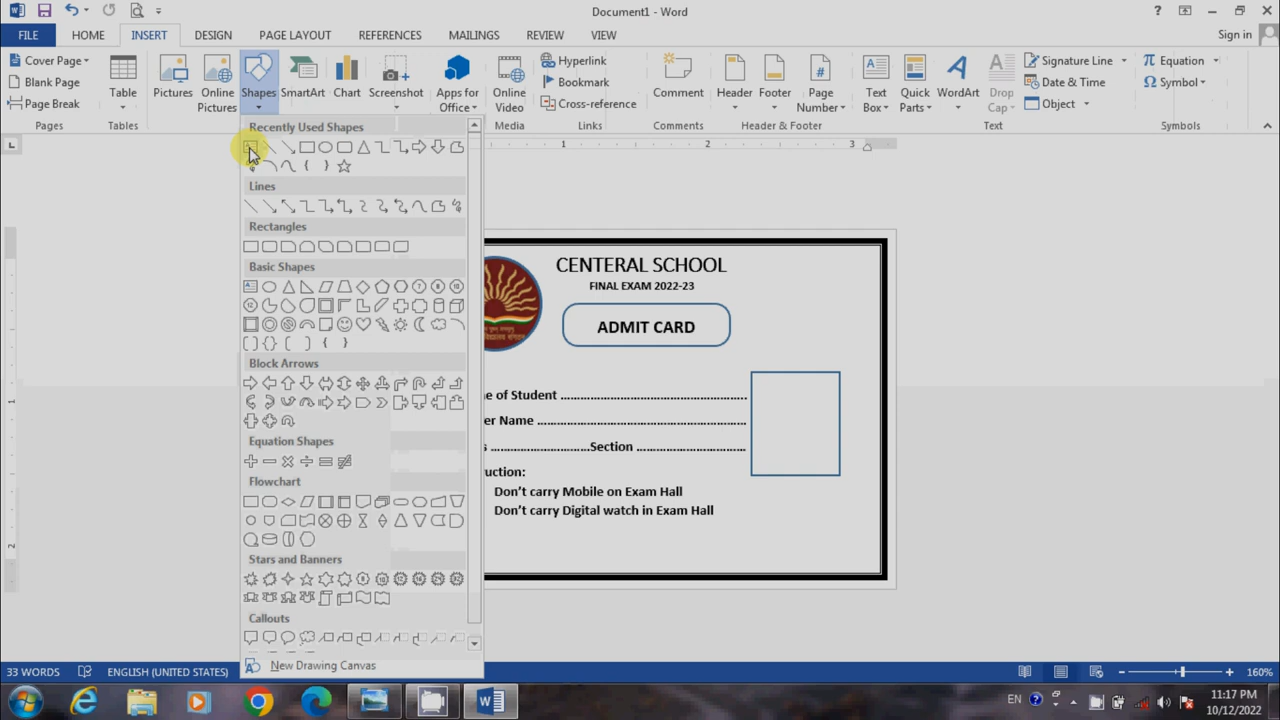 Document1 - Word
FILE HOME INSERT DESIGN PAGE LAYOUT REFERENCES MAILINGS REVIEW VIEW Sign in
Cover Page
Blank Page
Page Break
Pages
Table
Tables
Pictures
Online Pictures
Shapes
SmartArt
Chart
Screenshot
Apps for Office
Online Video
Media
Hyperlink
Bookmark
Cross-reference
Links
Comment
Comments
Header
Footer
Page Number
Header & Footer
Text Box
Quick Parts
WordArt
Drop Cap
Signature Line
Date & Time
Object
Text
Equation
Symbol
Symbols
Recently Used Shapes
Lines
Rectangles
Basic Shapes
Block Arrows
Equation Shapes
Flowchart
Stars and Banners
Callouts
New Drawing Canvas
1 2 3
1
2
CENTERAL SCHOOL
FINAL EXAM 2022-23
ADMIT CARD
e of Student ................................................
er Name .....................................................
s .........................Section ............................
uction:
Don't carry Mobile on Exam Hall
Don't carry Digital watch in Exam Hall
33 WORDS ENGLISH (UNITED STATES) 160%
EN 11:17 PM
10/12/2022